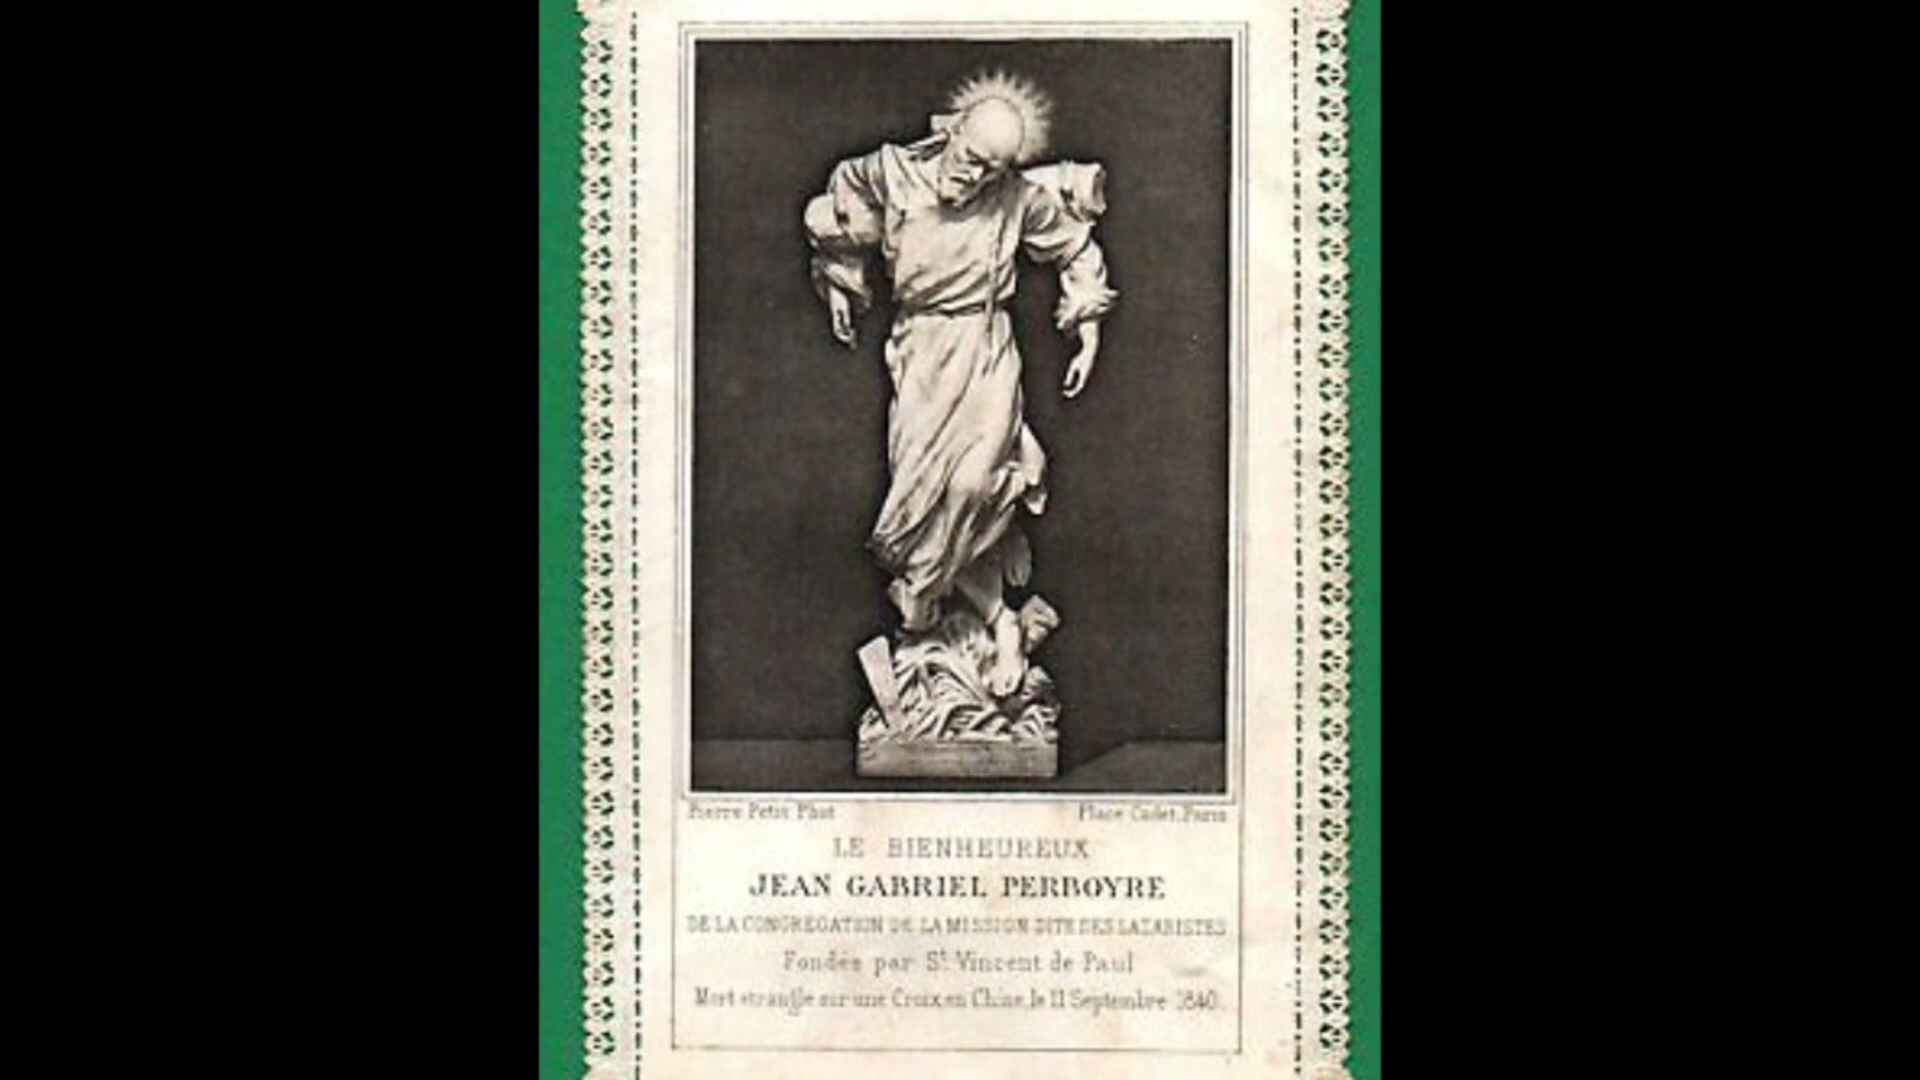 Pierre Petit Phot
Place Cadet, Paris
LE BIENHEUREUX
JEAN GABRIEL PERBOYRE
DE LA CONGREGATION DE LA MISSION DITE DES LAZARISTES
Fondée par St. Vincent de Paul
Mort étranglé sur une Croix en Chine, le 11 Septembre 1840.